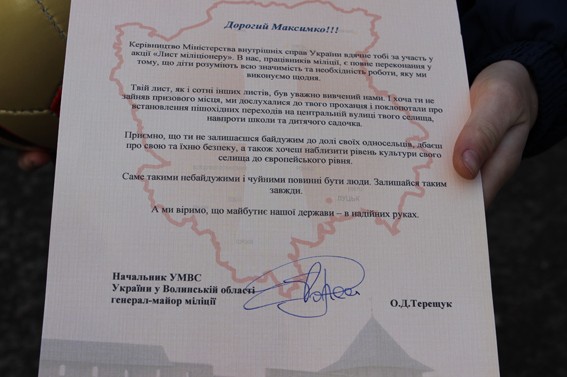 Дорогий Максимко!!!
Керівництво Міністерства внутрішніх справ України вдячне тобі за участь у
акції «Лист міліціонеру». В нас, працівників міліції, є повне переконання у
тому, що діти розуміють всю значимість та необхідність роботи, яку ми
виконуємо щодня.
Твій лист, як і сотні інших листів, був уважно вивчений нами. І хоча ти не
зайняв призового місця, ми дослухалися до твого прохання і поклопотали про
встановлення пішохідних переходів на центральній вулиці твого селища,
навпроти школи та дитячого садочка.
Приємно, що ти не залишаєшся байдужим до долі своїх односельців, дбаєш
про свою та їхню безпеку, а також хочеш наблизити рівень культури свого
селища до європейського рівня.
Саме такими небайдужими і чуйними повинні бути люди. Залишайся таким
завжди.
А ми віримо, що майбутнє нашої держави – в надійних руках.
Начальник УМВС
України у Волинській області
генерал-майор міліції
О.Д.Терещук